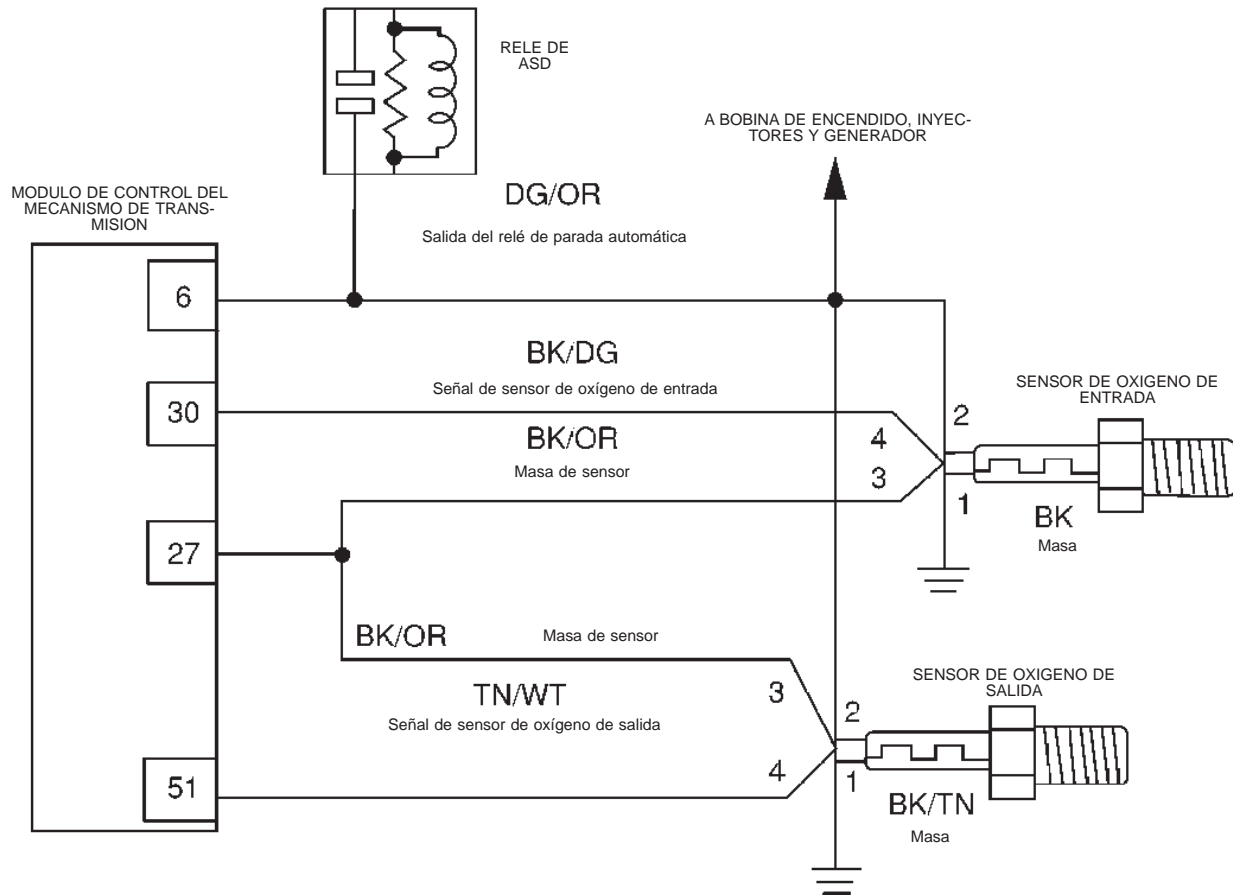 RELE DE
ASD
A BOBINA DE ENCENDIDO, INYEC-
TORES Y GENERADOR
MODULO DE CONTROL DEL
MECANISMO DE TRANS-
MISION
DG/OR
Salida del relé de parada automática
6
BK/DG
Señal de sensor de oxígeno de entrada
SENSOR DE OXIGENO DE
ENTRADA
30
2
4
BK/OR
Masa de sensor
3
1
BK
Masa
27
BK/OR
Masa de sensor
SENSOR DE OXIGENO DE
SALIDA
3
TN/WT
Señal de sensor de oxígeno de salida
2
4
51
1
BK/TN
Masa